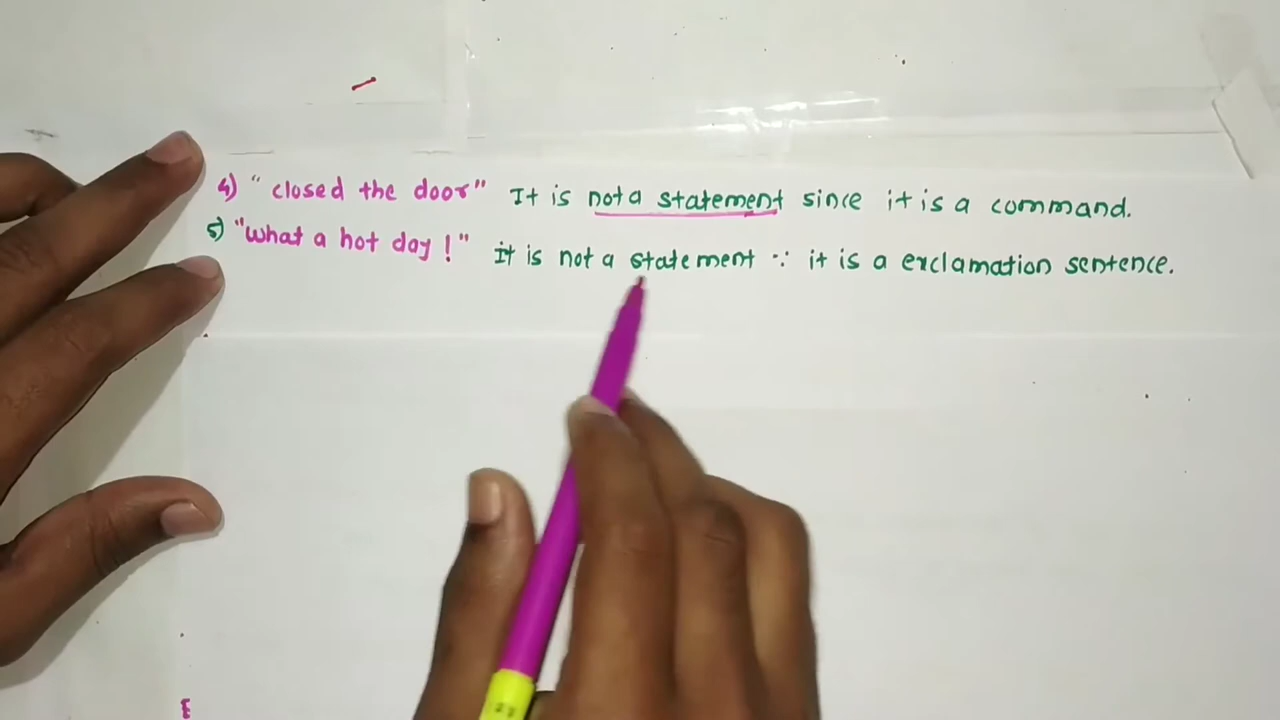 4) "closed the door" It is not a statement since it is a command.
5) "What a hot day!" It is not a statement ∵ it is a exclamation sentence.